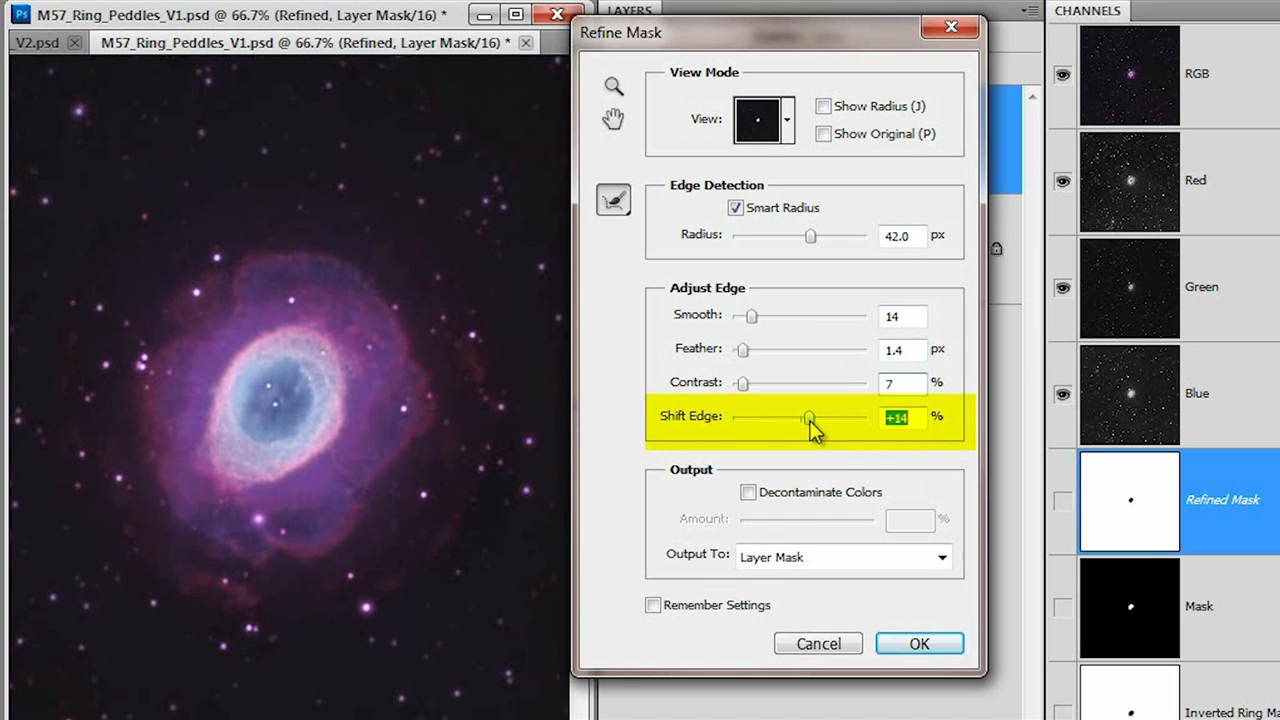 Ps M57_Ring_Peddles_V1.psd @ 66.7% (Refined, Layer Mask/16) *
V2.psd
M57_Ring_Peddles_V1.psd @ 66.7% (Refined, Layer Mask/16) *
LAYERS
Refine Mask
View Mode
View:
Show Radius (J)
Show Original (P)
Edge Detection
Smart Radius
Radius: 42.0 px
Adjust Edge
Smooth: 14
Feather: 1.4 px
Contrast: 7 %
Shift Edge: +14 %
Output
Decontaminate Colors
Amount: %
Output To: Layer Mask
Remember Settings
Cancel OK
CHANNELS
RGB
Red
Green
Blue
Refined Mask
Mask
Inverted Ring Ma